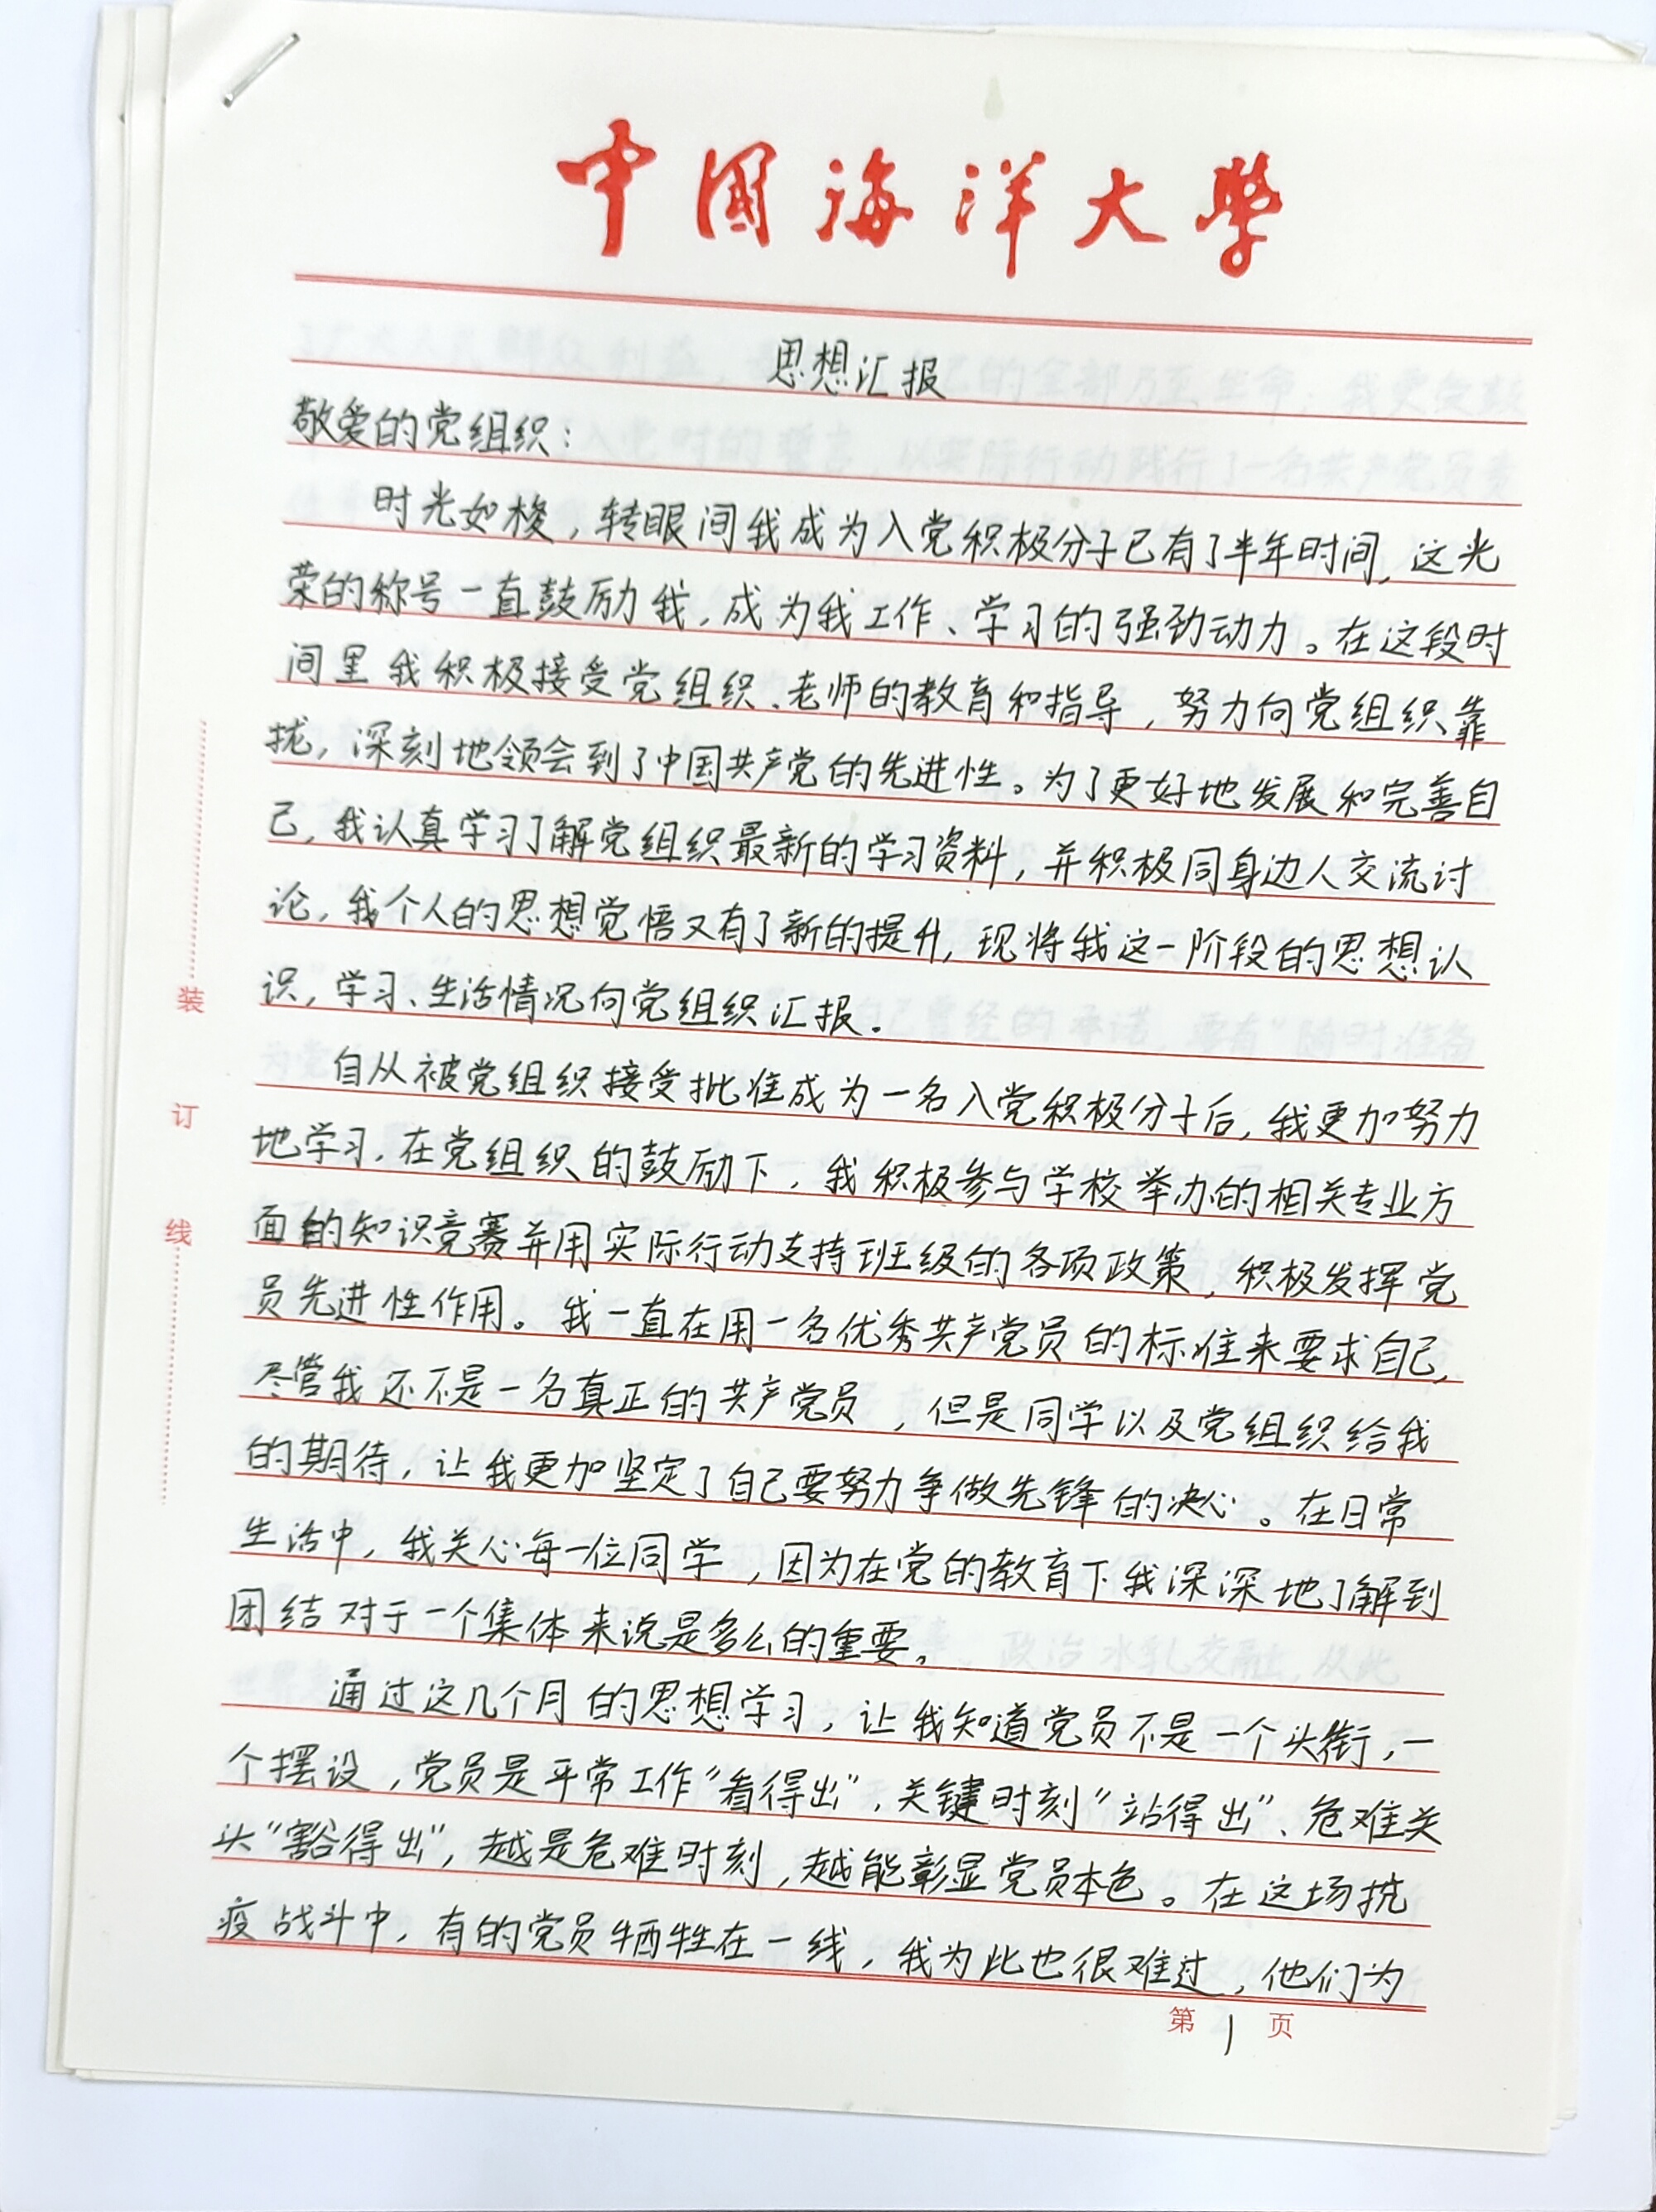 中国海洋大学
思想汇报
敬爱的党组织：
时光如梭，转眼间我成为入党积极分子已有了半年时间，这光
荣的称号一直鼓励我，成为我工作、学习的强劲动力。在这段时
间里我积极接受党组织、老师的教育和指导，努力向党组织靠
拢，深刻地领会到了中国共产党的先进性。为了更好地发展和完善自
己，我认真学习了解党组织最新的学习资料，并积极同身边人交流讨
论，我个人的思想觉悟又有了新的提升，现将我这一阶段的思想认
识，学习、生活情况向党组织汇报.
自从被党组织接受批准成为一名入党积极分子后，我更加努力
地学习.在党组织的鼓励下，我积极参与学校举办的相关专业方
面的知识竞赛并用实际行动支持班级的各项政策，积极发挥党
员先进性作用。我一直在用一名优秀共产党员的标准来要求自己，
尽管我还不是一名真正的共产党员，但是同学以及党组织给我
的期待，让我更加坚定了自己要努力争做先锋的决心。在日常
生活中，我关心每一位同学，因为在党的教育下我深深地了解到
团结对于一个集体来说是多么的重要。
通过这几个月的思想学习，让我知道党员不是一个头衔，一
个摆设，党员是平常工作“看得出”，关键时刻“站得出”、危难关
头“豁得出”，越是危难时刻，越能彰显党员本色。在这场抗
疫战斗中，有的党员牺牲在一线，我为此也很难过，他们为
第1页
装
订
线